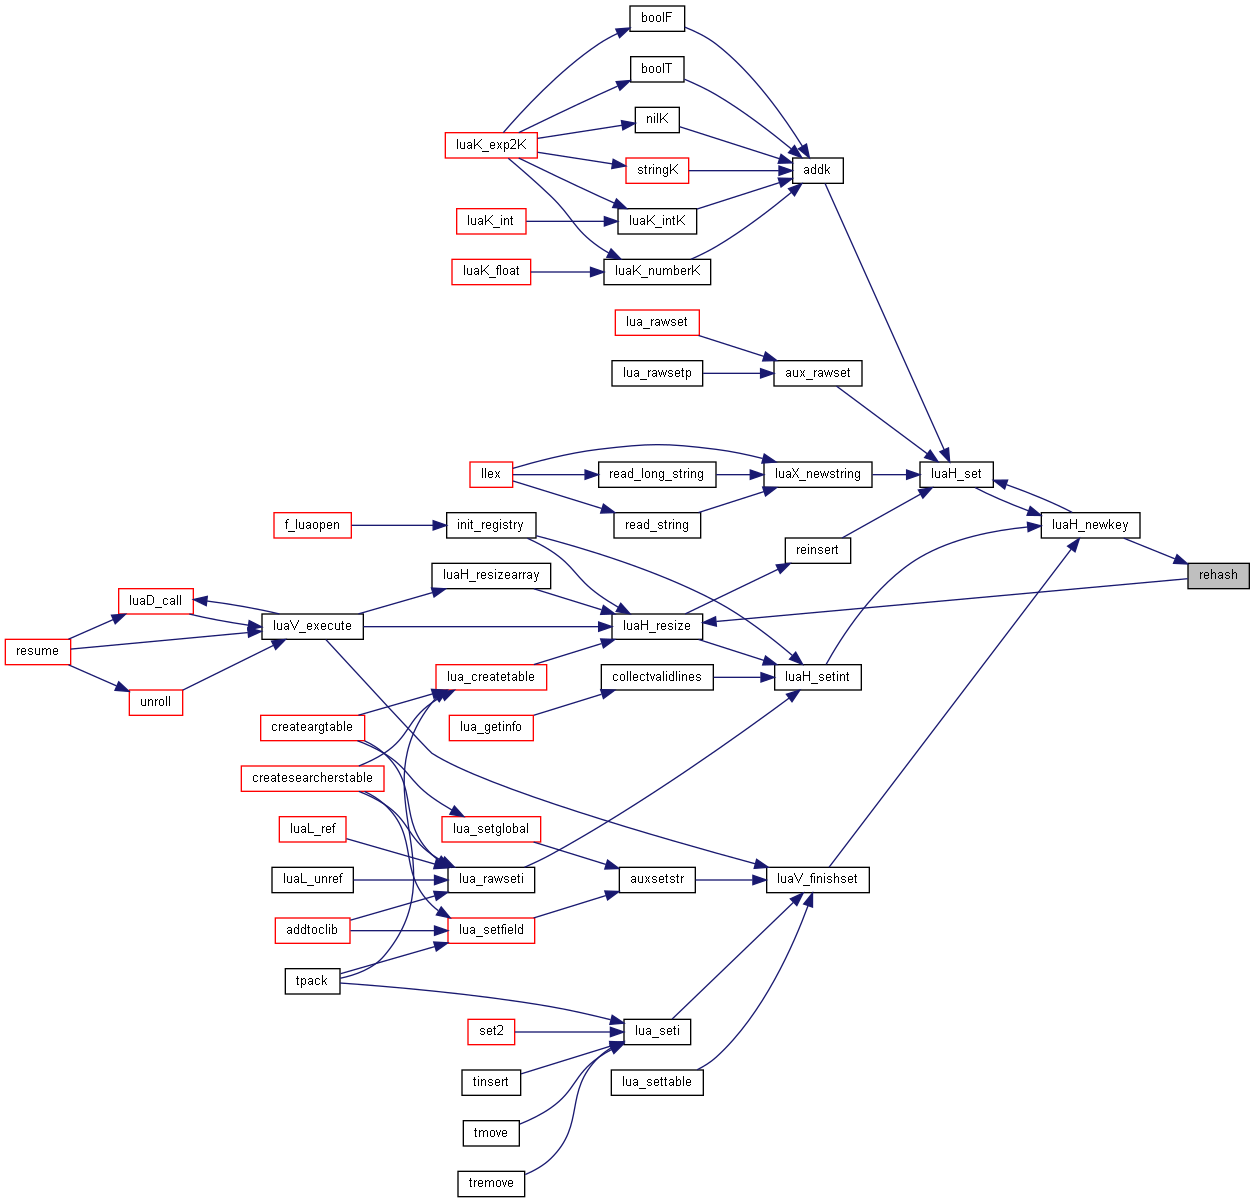 boolF
boolT
nilK
luaK_exp2K
stringK
addk
luaK_int
luaK_intK
luaK_float
luaK_numberK
lua_rawset
lua_rawsetp
aux_rawset
llex
read_long_string
luaX_newstring
luaH_set
f_luaopen
init_registry
read_string
luaH_newkey
reinsert
luaH_resizearray
rehash
luaD_call
luaV_execute
luaH_resize
resume
unroll
lua_createtable
collectvalidlines
luaH_setint
createargtable
lua_getinfo
createsearcherstable
luaL_ref
lua_setglobal
luaL_unref
lua_rawseti
auxsetstr
luaV_finishset
addtoclib
lua_setfield
tpack
set2
lua_seti
tinsert
lua_settable
tmove
tremove